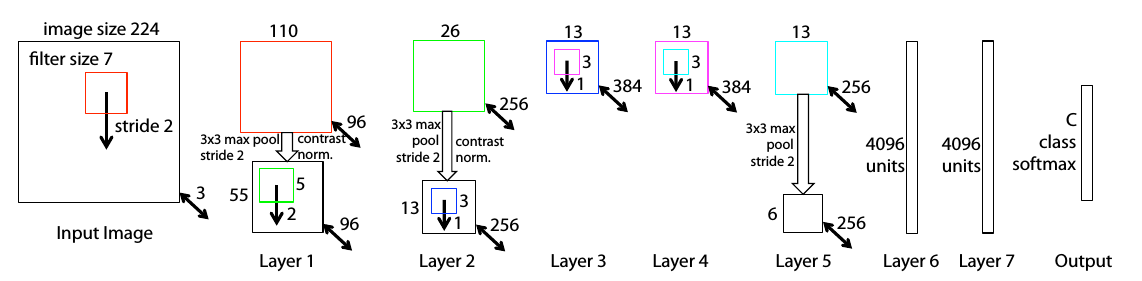 image size 224
filter size 7
stride 2
3
Input Image
110
96
3x3 max pool
stride 2
contrast
norm.
55
5
2
96
Layer 1
26
256
3x3 max
pool
stride 2
contrast
norm.
13
3
1
256
Layer 2
13
3
1
384
Layer 3
13
3
1
384
Layer 4
13
256
3x3 max
pool
stride 2
6
256
Layer 5
4096
units
Layer 6
4096
units
Layer 7
C
class
softmax
Output